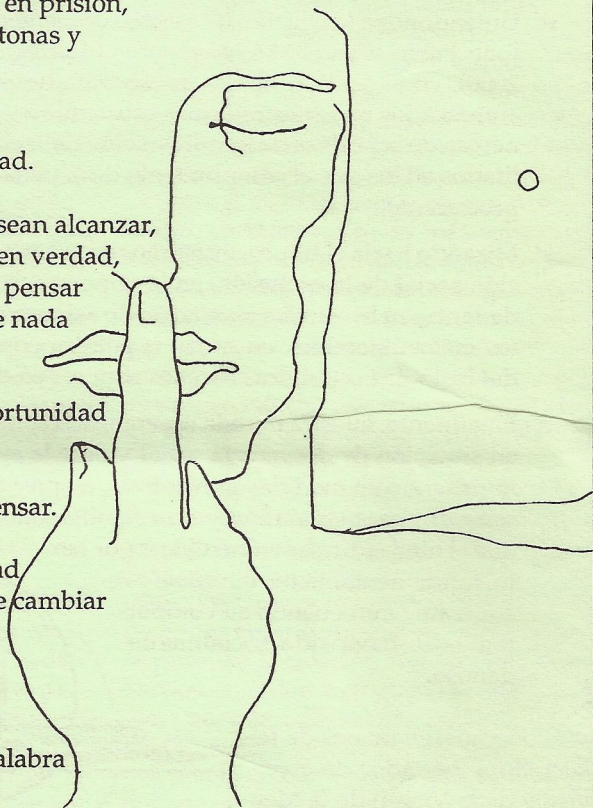 en prisión,
tonas y
ad.
sean alcanzar,
en verdad,
pensar
e nada
ortunidad
ensar.
ad
e cambiar
alabra